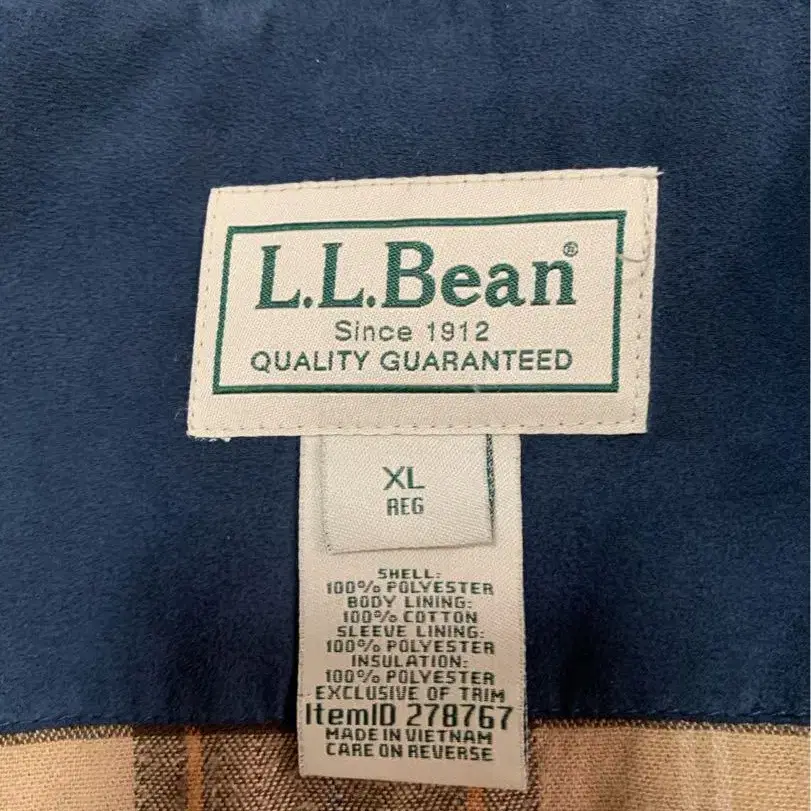 L.L.Bean®
Since 1912
QUALITY GUARANTEED
XL
REG
SHELL:
100% POLYESTER
BODY LINING:
100% COTTON
SLEEVE LINING:
100% POLYESTER
INSULATION:
100% POLYESTER
EXCLUSIVE OF TRIM
ItemID 278767
MADE IN VIETNAM
CARE ON REVERSE